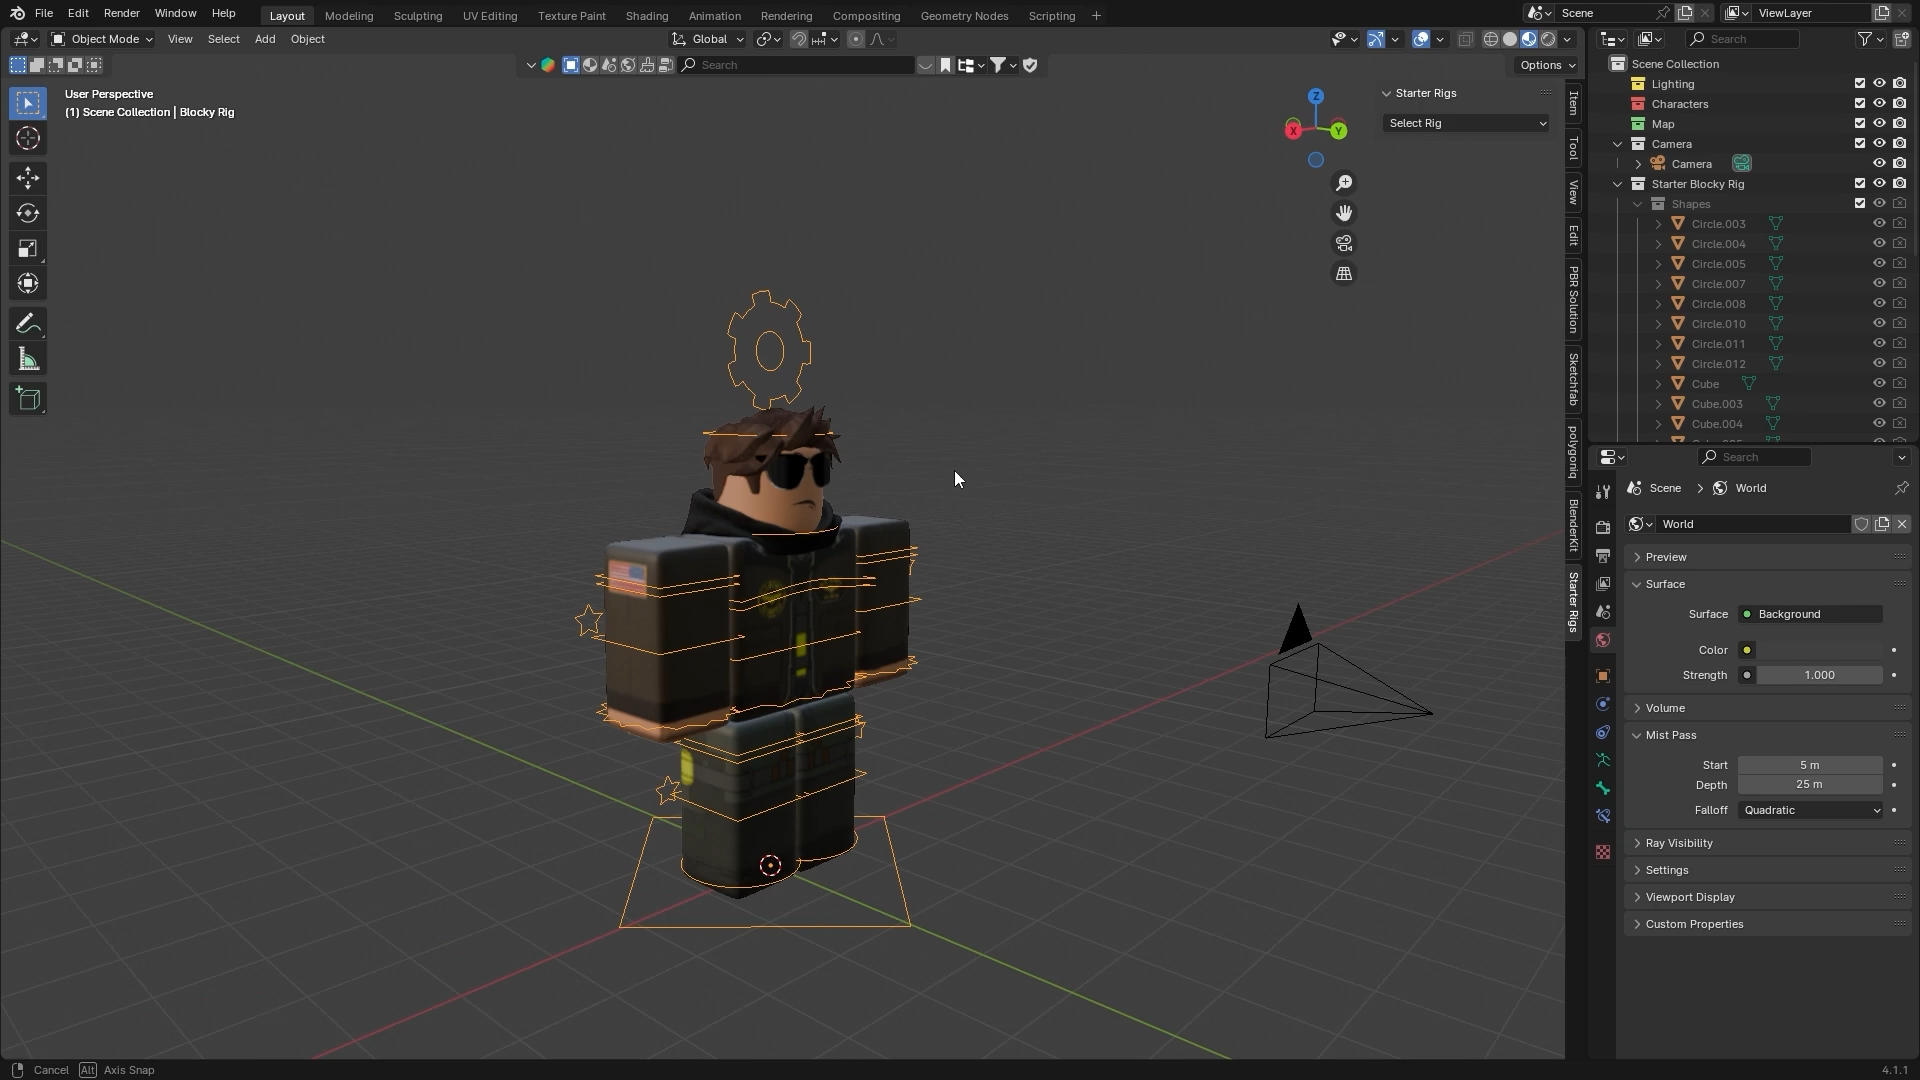 File Edit Render Window Help Layout Modeling Sculpting UV Editing Texture Paint Shading Animation Rendering Compositing Geometry Nodes Scripting + Scene ViewLayer
Object Mode View Select Add Object Global Search
Search Options
User Perspective
(1) Scene Collection | Blocky Rig
Z
X
Y
Starter Rigs
Select Rig
Item
Tool
View
Edit
PBR Solution
Sketchfab
polygoniq
BlenderKit
Starter Rigs
Scene Collection
Lighting
Characters
Map
Camera
Camera
Starter Blocky Rig
Shapes
Circle.003
Circle.004
Circle.005
Circle.007
Circle.008
Circle.010
Circle.011
Circle.012
Cube
Cube.003
Cube.004
Search
Scene > World
World
Preview
Surface
Surface Background
Color
Strength 1.000
Volume
Mist Pass
Start 5 m
Depth 25 m
Falloff Quadratic
Ray Visibility
Settings
Viewport Display
Custom Properties
Cancel Alt Axis Snap 4.1.1